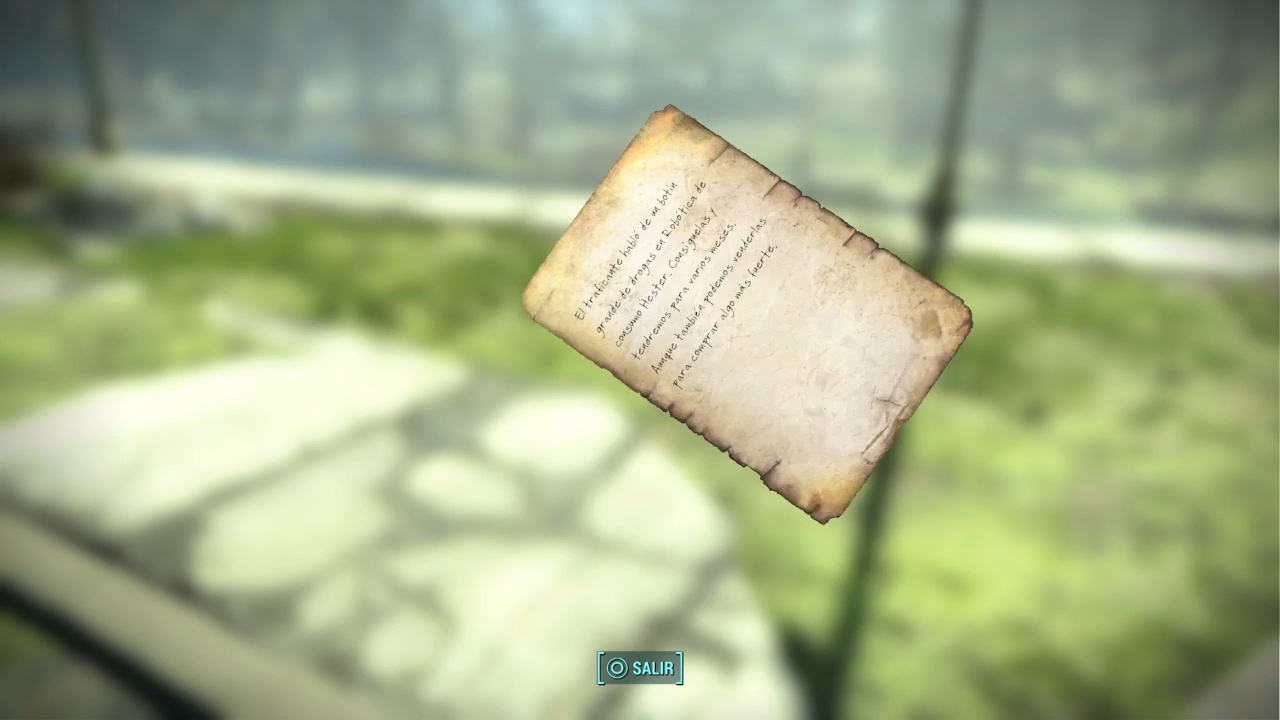 El traficante habló de un botín
grande de drogas en Robótica de
consumo Hester. Consíguelas y
tendremos para varios meses.
Aunque también podemos venderlas
para comprar algo más fuerte.
SALIR